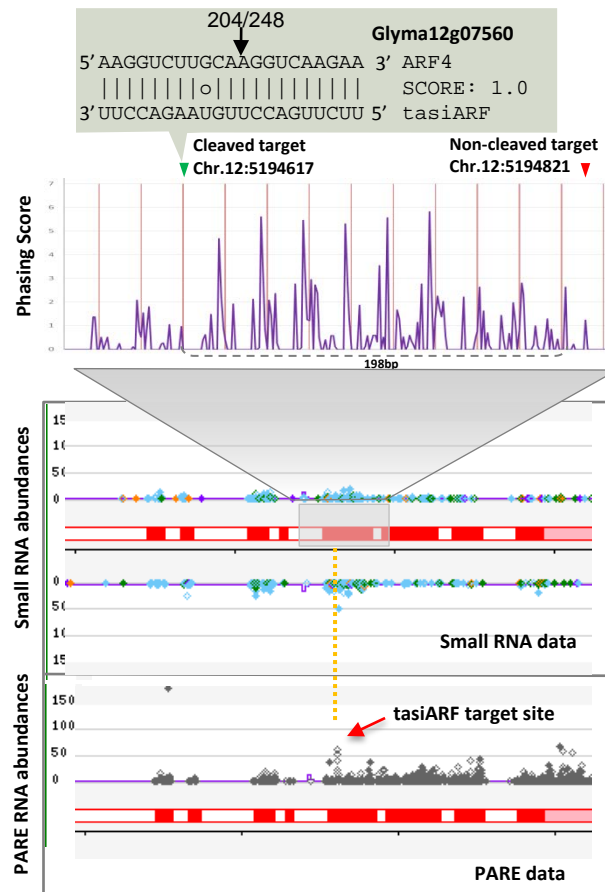 204/248
Glyma12g07560
5' AAGGUCUUGCAAGGUCAAGAA 3' ARF4
||||||||o|||||||||||| SCORE: 1.0
3'UUCCAGAAUGUUCCAGUUCUU 5' tasiARF
Cleaved target Non-cleaved target
Chr.12:5194617 Chr.12:5194821
Phasing Score
7
6
5
4
3
2
1
0
198bp
Small RNA abundances
15
100
50
0
0
50
10
15
Small RNA data
PARE RNA abundances
150
100
50
0
tasiARF target site
PARE data